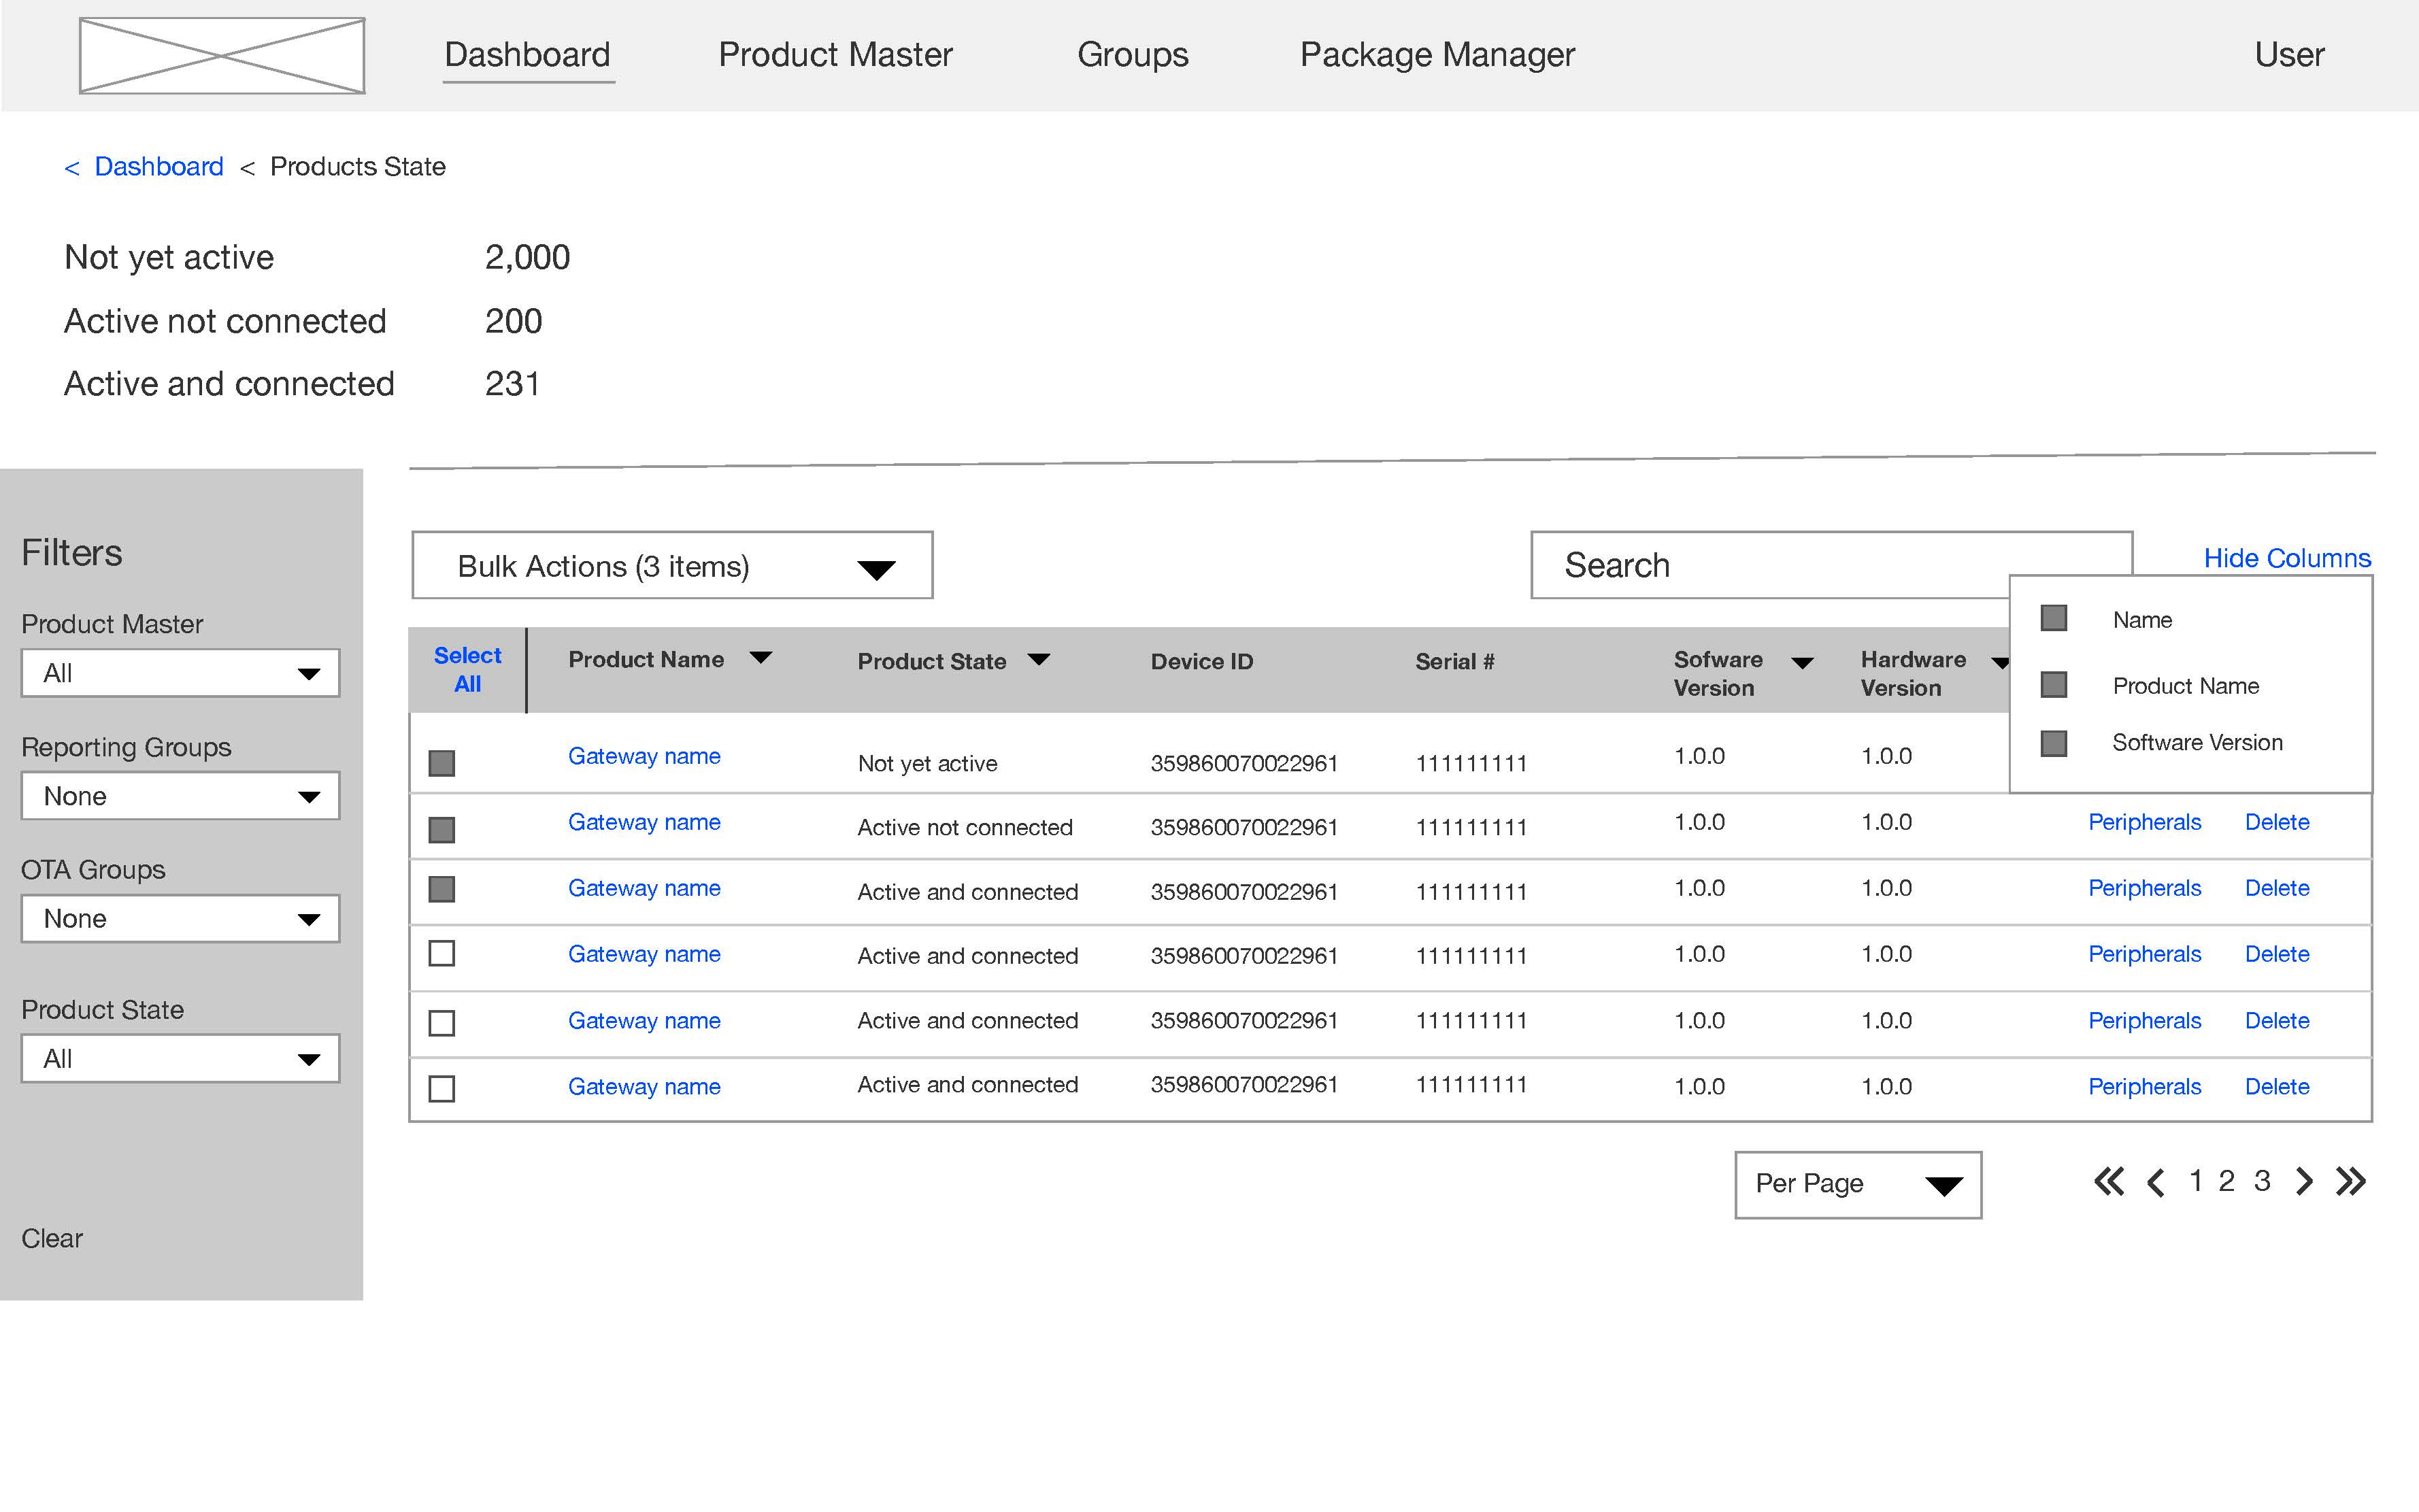 Dashboard Product Master Groups Package Manager User
< Dashboard < Products State
Not yet active 2,000
Active not connected 200
Active and connected 231
Filters
Product Master
All
Reporting Groups
None
OTA Groups
None
Product State
All
Clear
Bulk Actions (3 items)
Search
Hide Columns
Name
Product Name
Software Version
Select All Product Name Product State Device ID Serial # Sofware Version Hardware Version
Gateway name Not yet active 359860070022961 111111111 1.0.0 1.0.0
Gateway name Active not connected 359860070022961 111111111 1.0.0 1.0.0 Peripherals Delete
Gateway name Active and connected 359860070022961 111111111 1.0.0 1.0.0 Peripherals Delete
Gateway name Active and connected 359860070022961 111111111 1.0.0 1.0.0 Peripherals Delete
Gateway name Active and connected 359860070022961 111111111 1.0.0 1.0.0 Peripherals Delete
Gateway name Active and connected 359860070022961 111111111 1.0.0 1.0.0 Peripherals Delete
Per Page
« < 1 2 3 > »